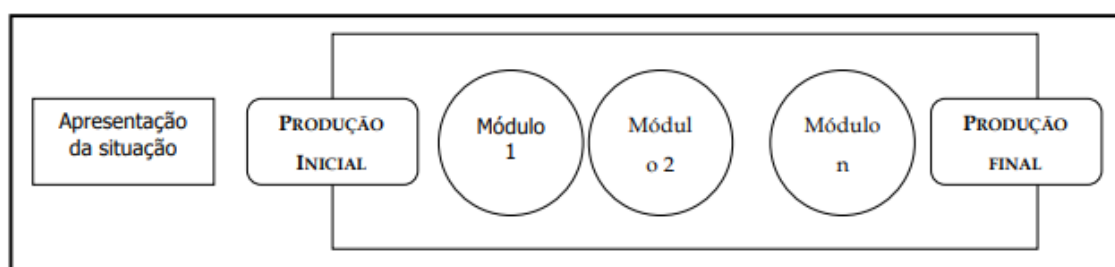 Apresentação
da situação
PRODUÇÃO
INICIAL
Módulo
1
Módul
o 2
Módulo
n
PRODUÇÃO
FINAL